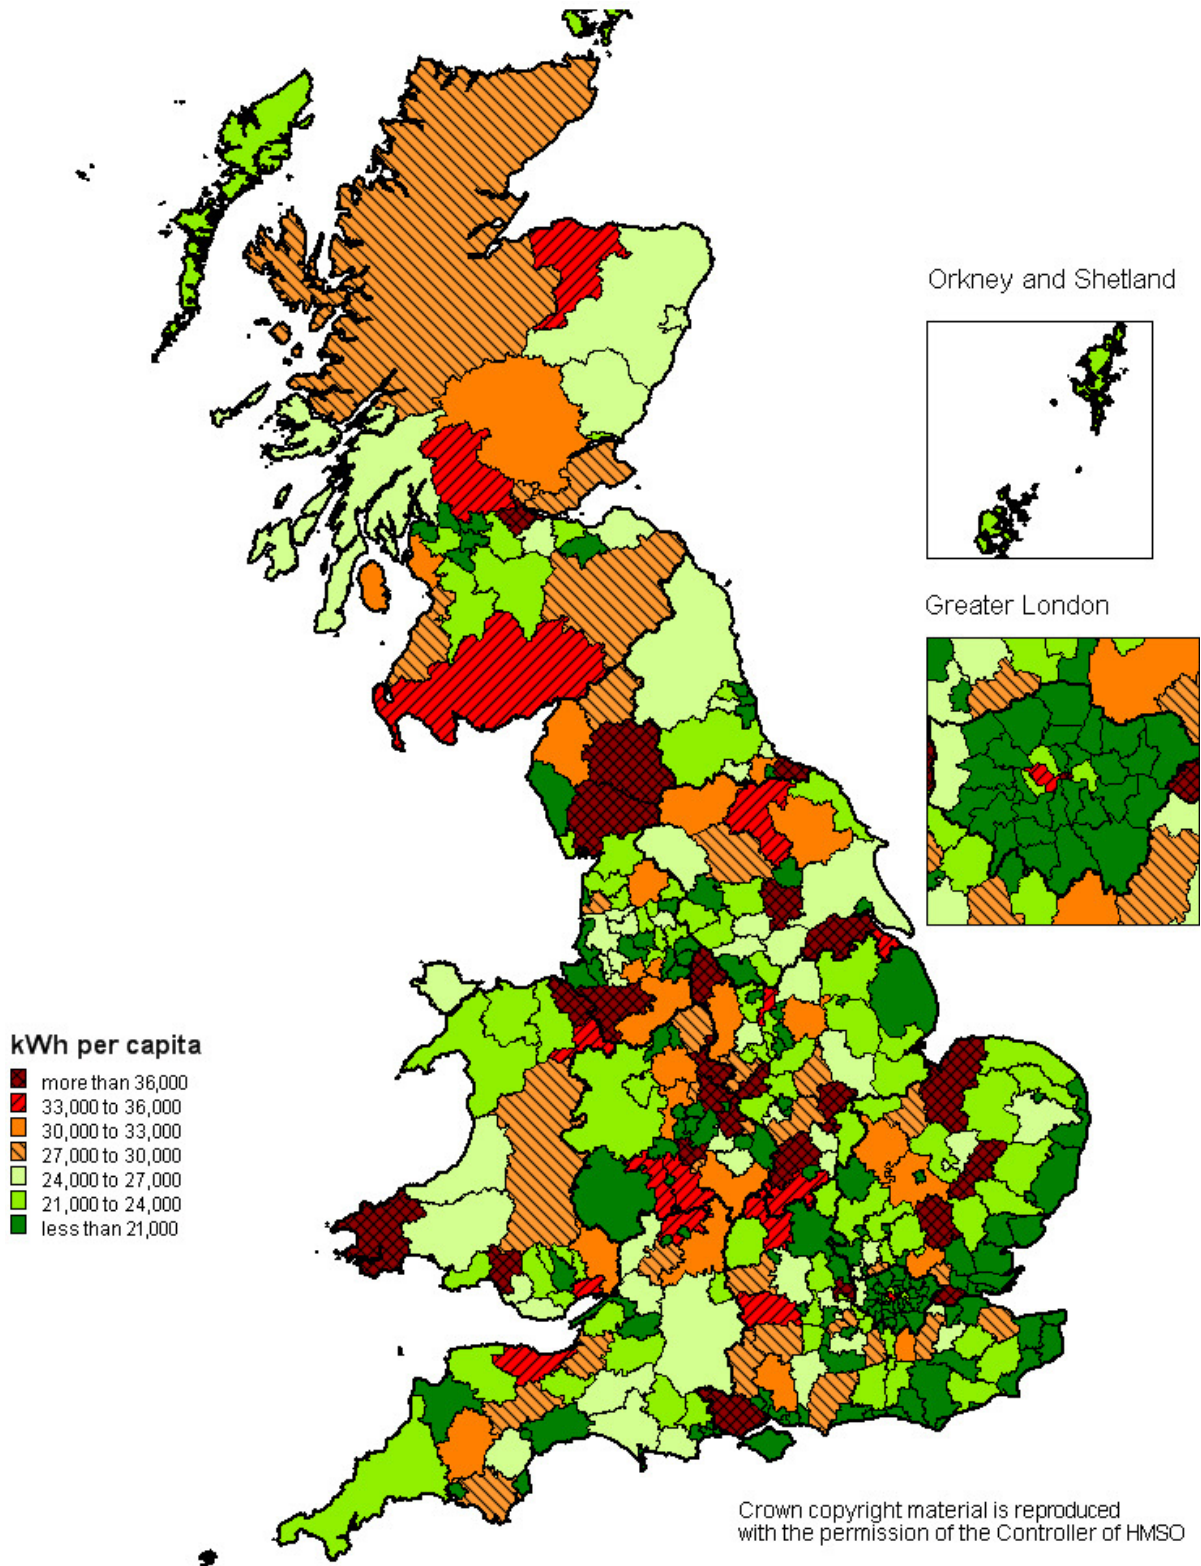 Orkney and Shetland
Greater London
kWh per capita
more than 36,000
33,000 to 36,000
30,000 to 33,000
27,000 to 30,000
24,000 to 27,000
21,000 to 24,000
less than 21,000
Crown copyright material is reproduced
with the permission of the Controller of HMSO